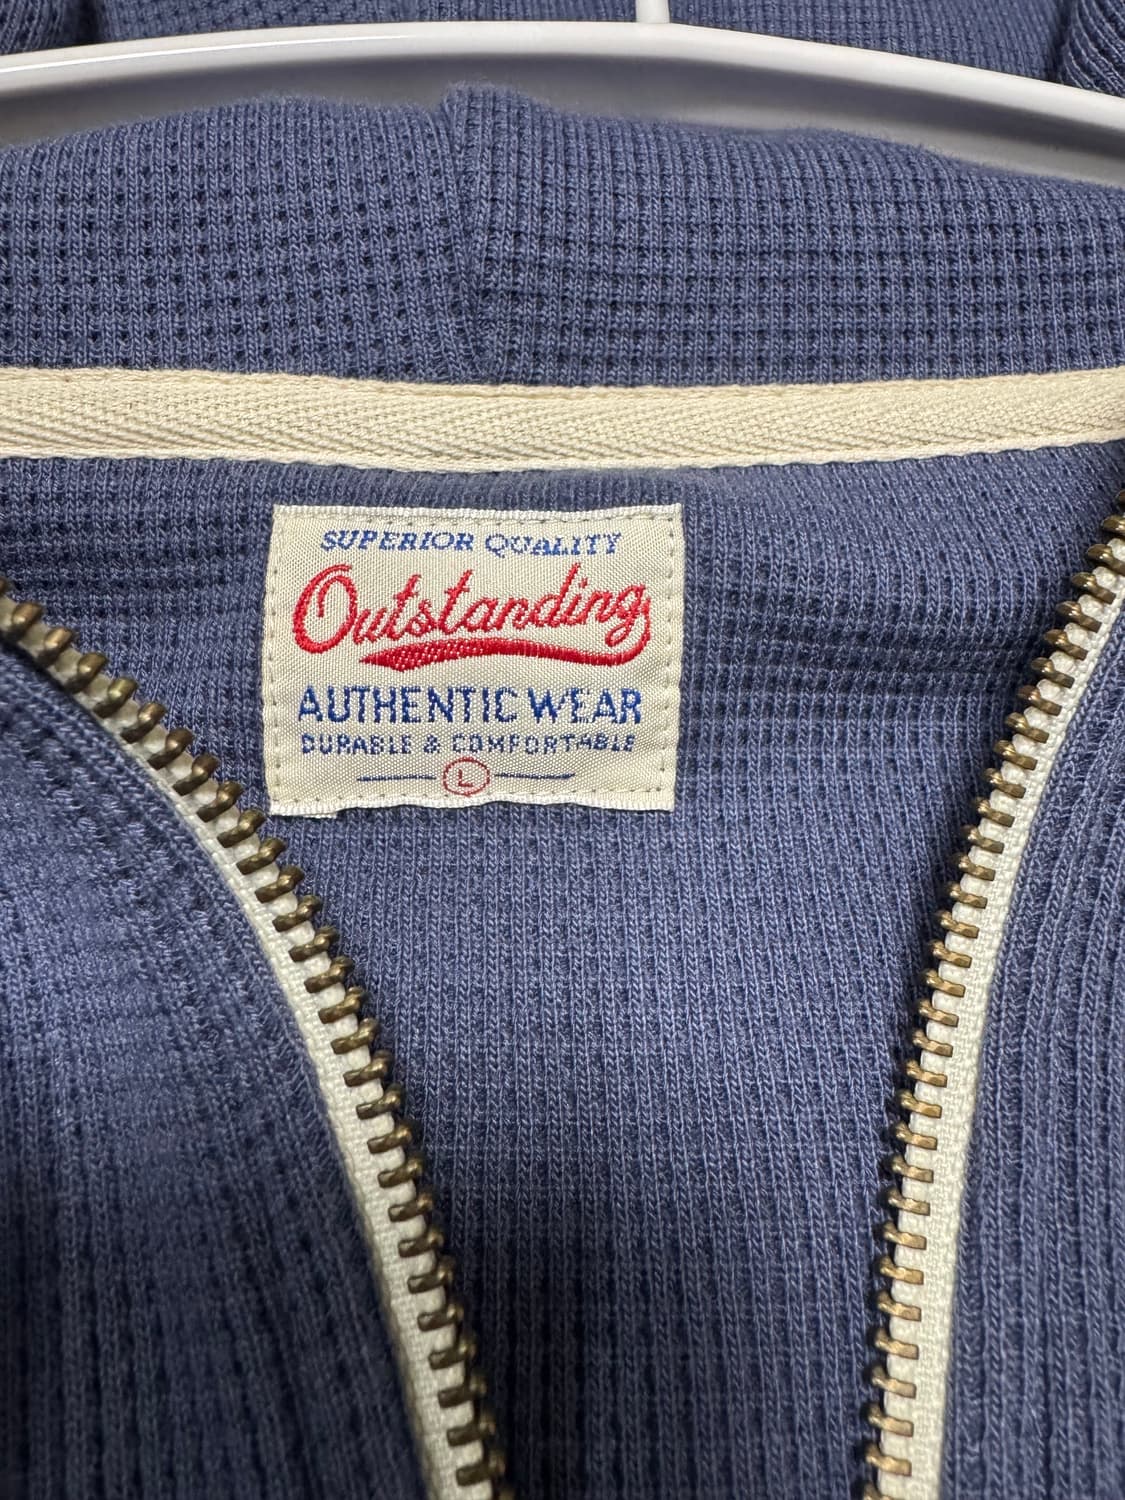 SUPERIOR QUALITY
Outstanding
AUTHENTIC WEAR
DURABLE & COMFORTABLE
L